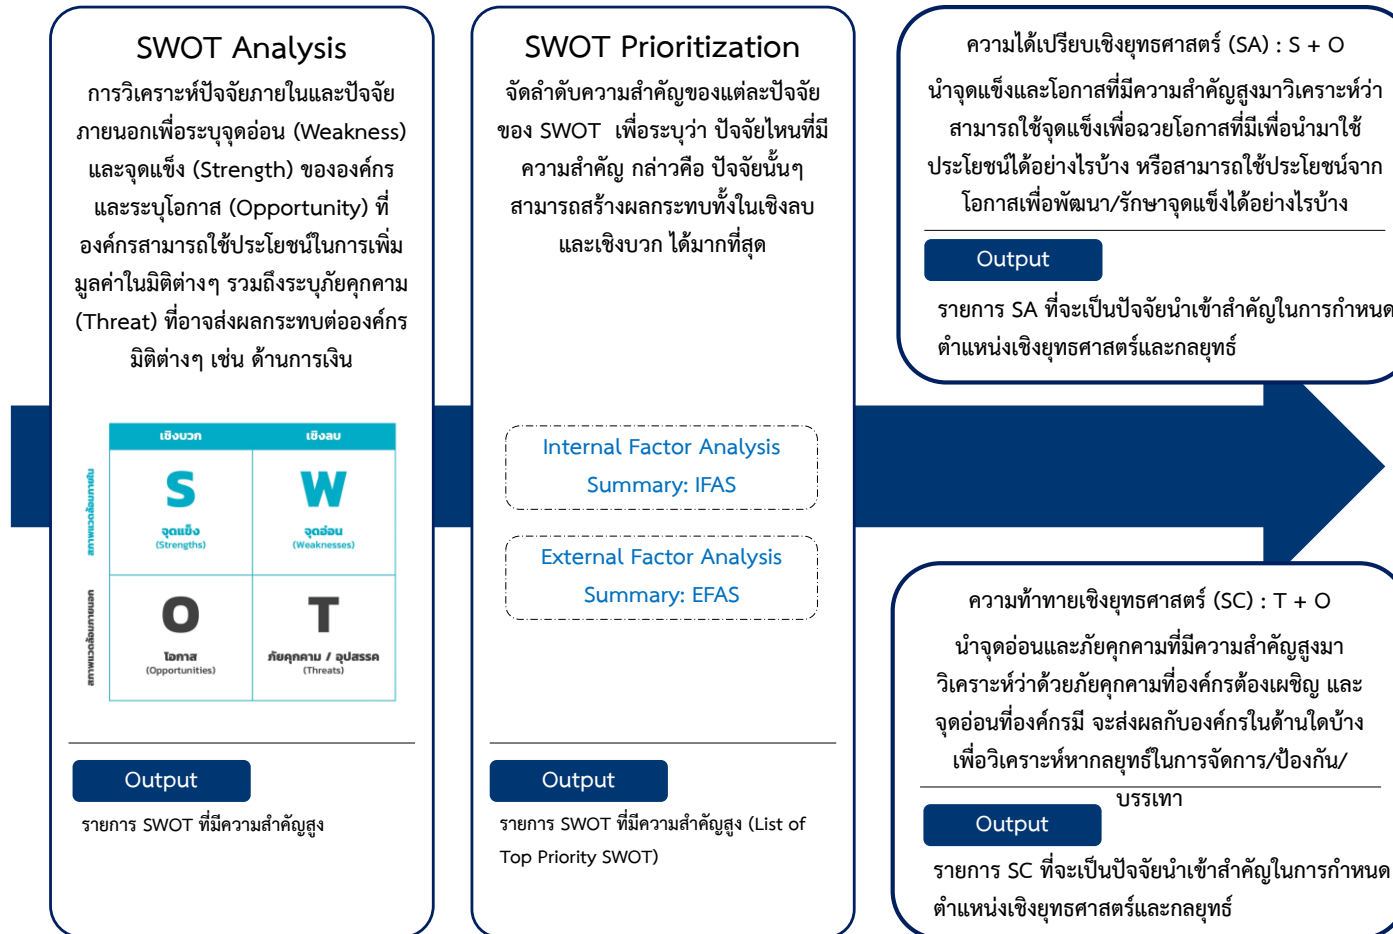 SWOT Analysis
การวิเคราะห์ปัจจัยภายในและปัจจัย
ภายนอกเพื่อระบุจุดอ่อน (Weakness)
และจุดแข็ง (Strength) ขององค์กร
และระบุโอกาส (Opportunity) ที่
องค์กรสามารถใช้ประโยชน์ในการเพิ่ม
มูลค่าในมิติต่างๆ รวมถึงระบุภัยคุกคาม
(Threat) ที่อาจส่งผลกระทบต่อองค์กร
มิติต่างๆ เช่น ด้านการเงิน
เชิงบวก
เชิงลบ
สภาพแวดล้อมภายใน
S
จุดแข็ง
(Strengths)
W
จุดอ่อน
(Weaknesses)
สภาพแวดล้อมภายนอก
O
โอกาส
(Opportunities)
T
ภัยคุกคาม / อุปสรรค
(Threats)
Output
รายการ SWOT ที่มีความสำคัญสูง
SWOT Prioritization
จัดลำดับความสำคัญของแต่ละปัจจัย
ของ SWOT เพื่อระบุว่า ปัจจัยไหนที่มี
ความสำคัญ กล่าวคือ ปัจจัยนั้นๆ
สามารถสร้างผลกระทบทั้งในเชิงลบ
และเชิงบวก ได้มากที่สุด
Internal Factor Analysis
Summary: IFAS
External Factor Analysis
Summary: EFAS
Output
รายการ SWOT ที่มีความสำคัญสูง (List of
Top Priority SWOT)
ความได้เปรียบเชิงยุทธศาสตร์ (SA) : S + O
นำจุดแข็งและโอกาสที่มีความสำคัญสูงมาวิเคราะห์ว่า
สามารถใช้จุดแข็งเพื่อฉวยโอกาสที่มีเพื่อนำมาใช้
ประโยชน์ได้อย่างไรบ้าง หรือสามารถใช้ประโยชน์จาก
โอกาสเพื่อพัฒนา/รักษาจุดแข็งได้อย่างไรบ้าง
Output
รายการ SA ที่จะเป็นปัจจัยนำเข้าสำคัญในการกำหนด
ตำแหน่งเชิงยุทธศาสตร์และกลยุทธ์
ความท้าทายเชิงยุทธศาสตร์ (SC) : T + O
นำจุดอ่อนและภัยคุกคามที่มีความสำคัญสูงมา
วิเคราะห์ว่าด้วยภัยคุกคามที่องค์กรต้องเผชิญ และ
จุดอ่อนที่องค์กรมี จะส่งผลกับองค์กรในด้านใดบ้าง
เพื่อวิเคราะห์หากลยุทธ์ในการจัดการ/ป้องกัน/
บรรเทา
Output
รายการ SC ที่จะเป็นปัจจัยนำเข้าสำคัญในการกำหนด
ตำแหน่งเชิงยุทธศาสตร์และกลยุทธ์